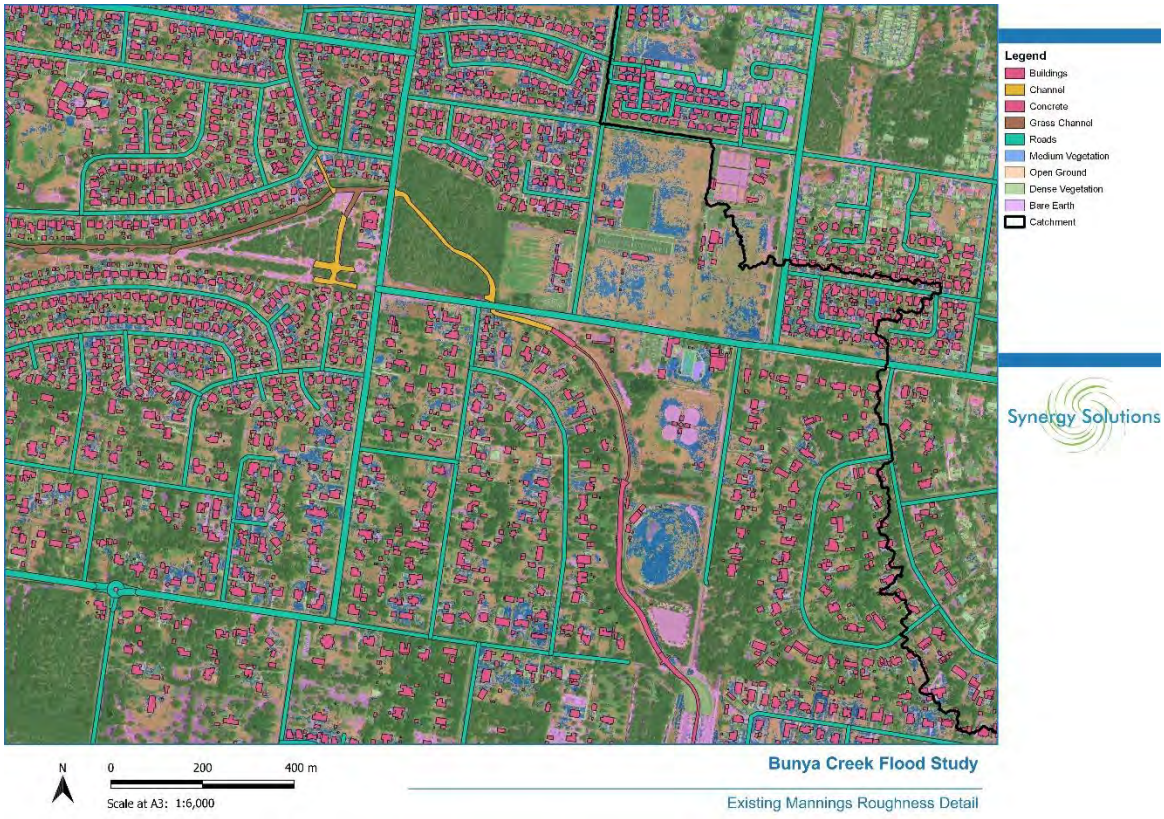 Legend
Buildings
Channel
Concrete
Grass Channel
Roads
Medium Vegetation
Open Ground
Dense Vegetation
Bare Earth
Catchment
Synergy Solutions
N
0 200 400 m
Scale at A3: 1:6,000
Bunya Creek Flood Study
Existing Mannings Roughness Detail